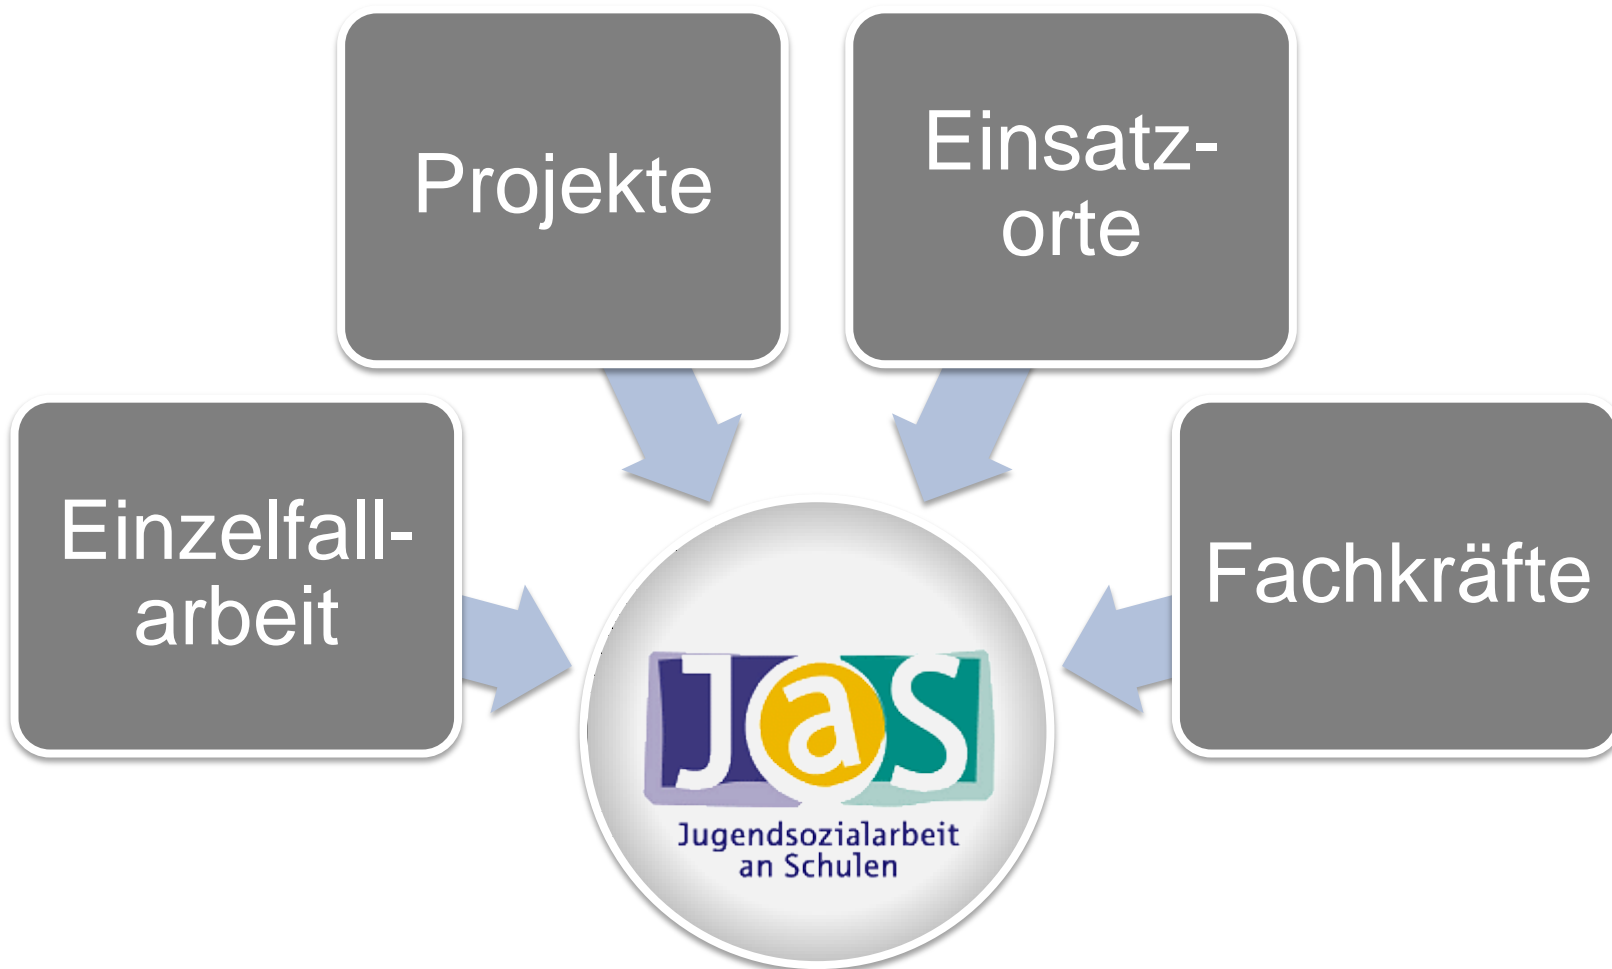 Projekte
Einsatz-
orte
Einzelfall-
arbeit
Fachkräfte
JaS
Jugendsozialarbeit
an Schulen